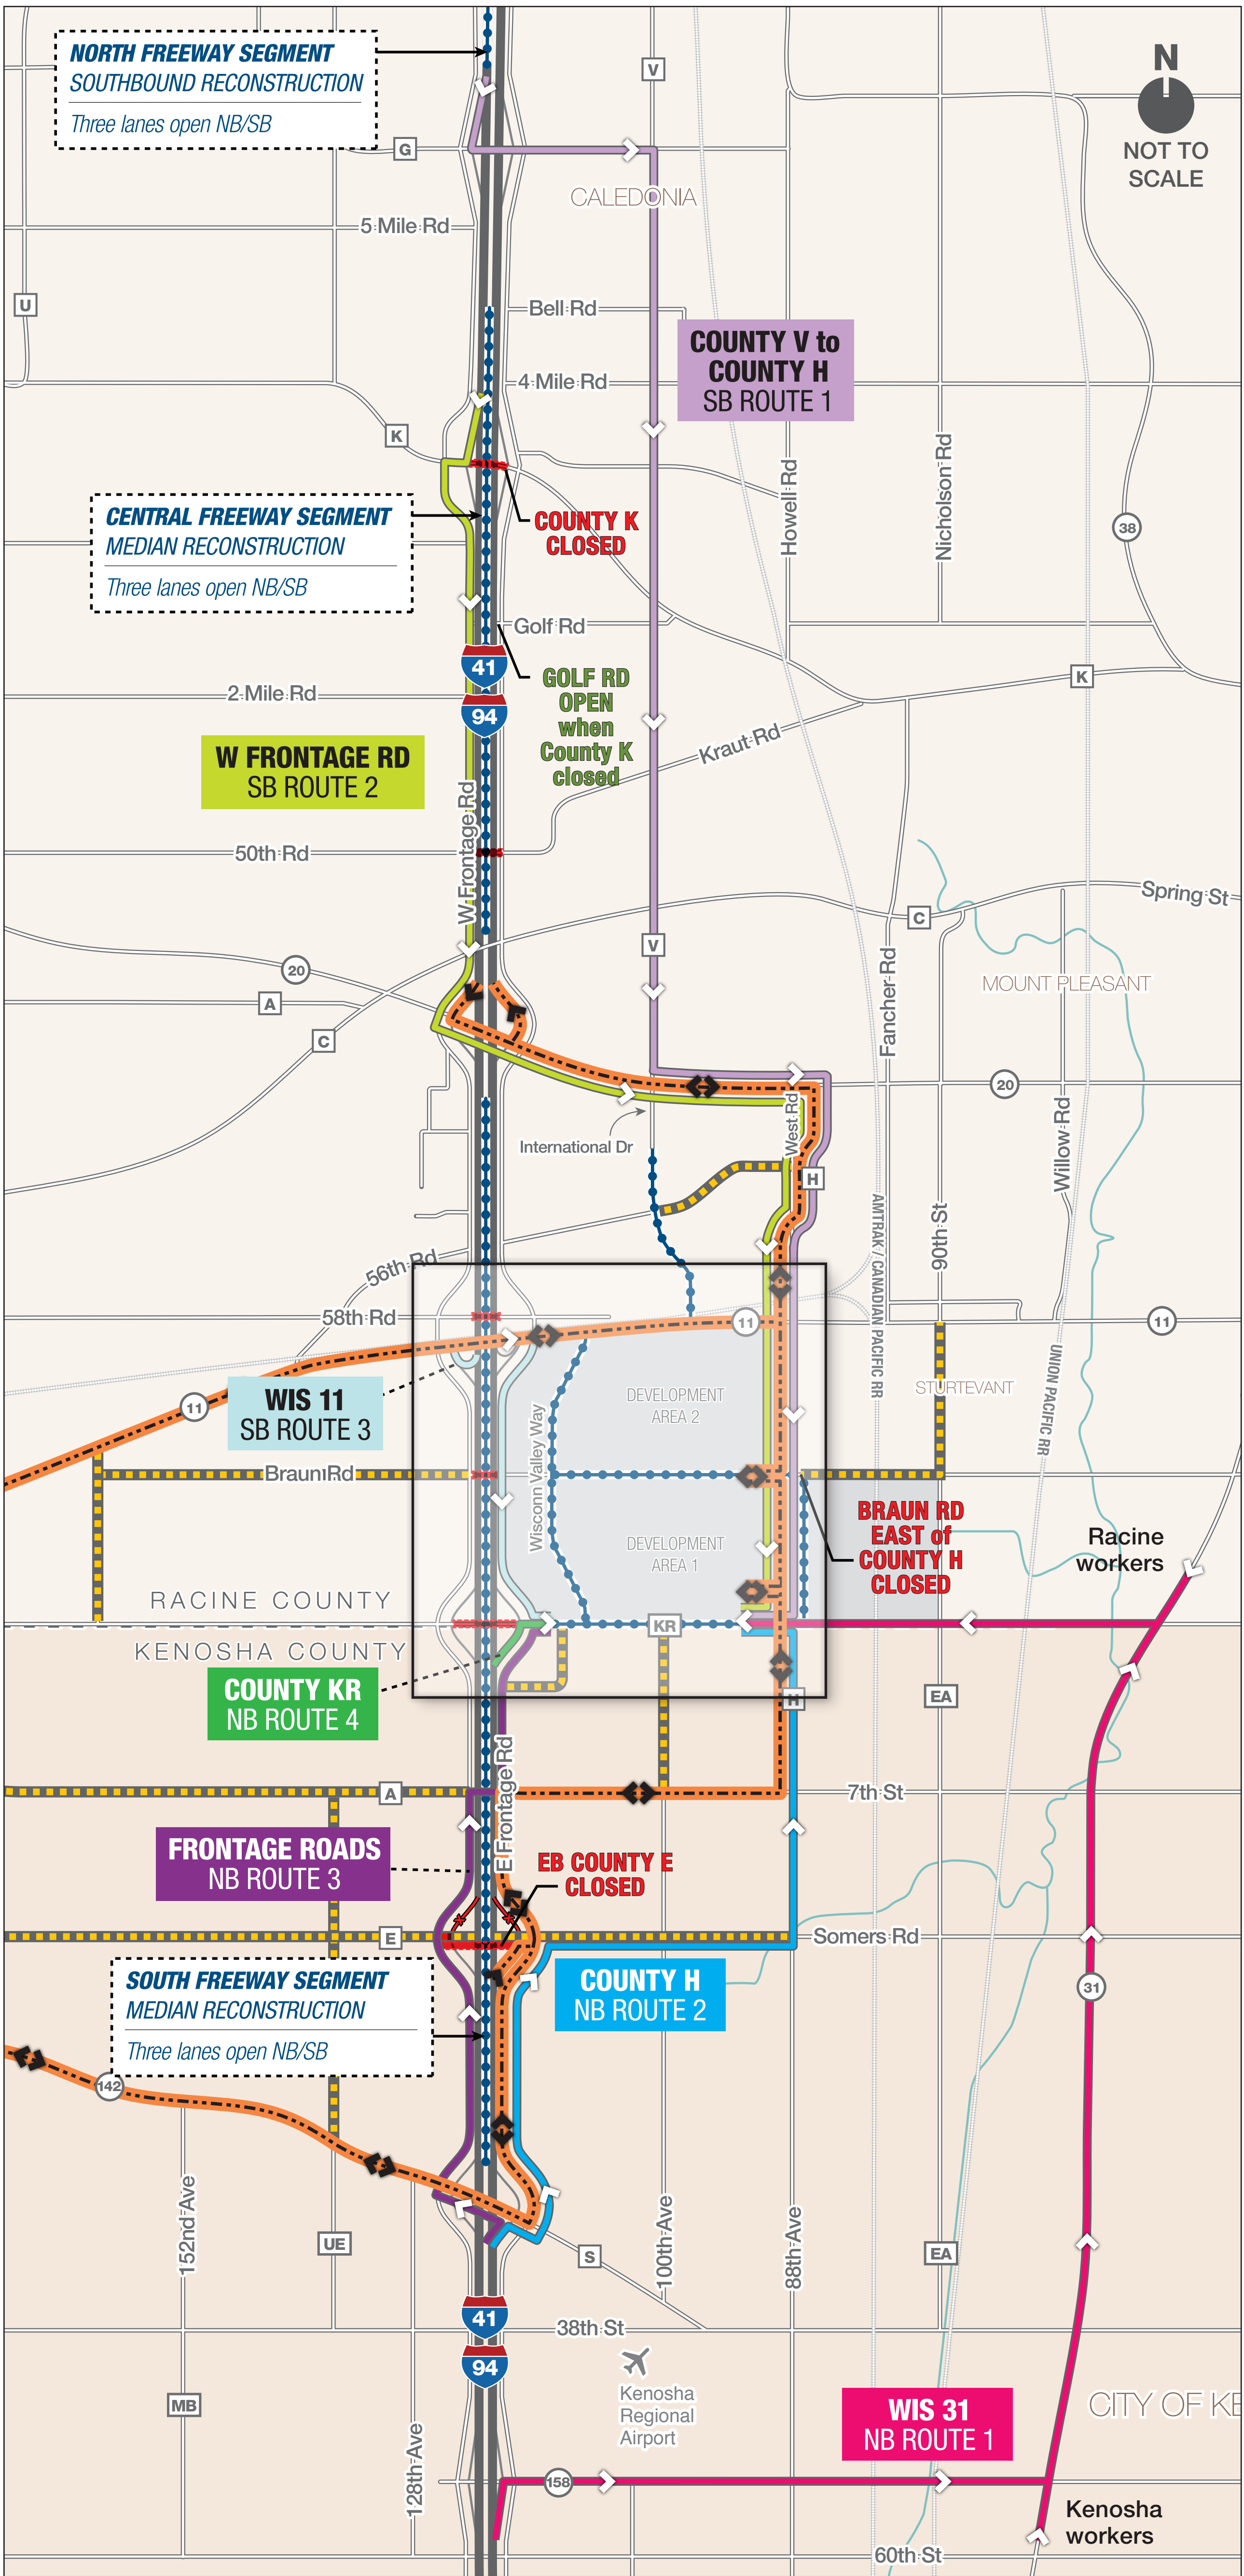 NORTH FREEWAY SEGMENT
SOUTHBOUND RECONSTRUCTION
Three lanes open NB/SB
V
N
NOT TO
SCALE
G
CALEDONIA
5 Mile Rd
U
Bell Rd
COUNTY V to
COUNTY H
SB ROUTE 1
4 Mile Rd
K
Howell Rd
Nicholson Rd
CENTRAL FREEWAY SEGMENT
MEDIAN RECONSTRUCTION
Three lanes open NB/SB
COUNTY K
CLOSED
38
Golf Rd
41
GOLF RD
OPEN
when
County K
closed
K
2 Mile Rd
94
Kraut Rd
W FRONTAGE RD
SB ROUTE 2
W Frontage Rd
50th Rd
Spring St
C
V
20
MOUNT PLEASANT
A
Fancher Rd
C
20
West Rd
Willow Rd
International Dr
H
AMTRAK / CANADIAN PACIFIC RR
90th St
56th Rd
58th Rd
11
11
UNION PACIFIC RR
STURTEVANT
WIS 11
SB ROUTE 3
11
DEVELOPMENT
AREA 2
Wisconn Valley Way
Braun Rd
BRAUN RD
EAST of
COUNTY H
CLOSED
Racine
workers
DEVELOPMENT
AREA 1
RACINE COUNTY
KR
KENOSHA COUNTY
COUNTY KR
NB ROUTE 4
H
EA
E Frontage Rd
A
7th St
FRONTAGE ROADS
NB ROUTE 3
EB COUNTY E
CLOSED
E
Somers Rd
SOUTH FREEWAY SEGMENT
MEDIAN RECONSTRUCTION
Three lanes open NB/SB
COUNTY H
NB ROUTE 2
31
142
152nd Ave
100th Ave
88th Ave
UE
S
EA
41
38th St
94
Kenosha
Regional
Airport
MB
WIS 31
NB ROUTE 1
CITY OF KE
128th Ave
158
Kenosha
workers
60th St